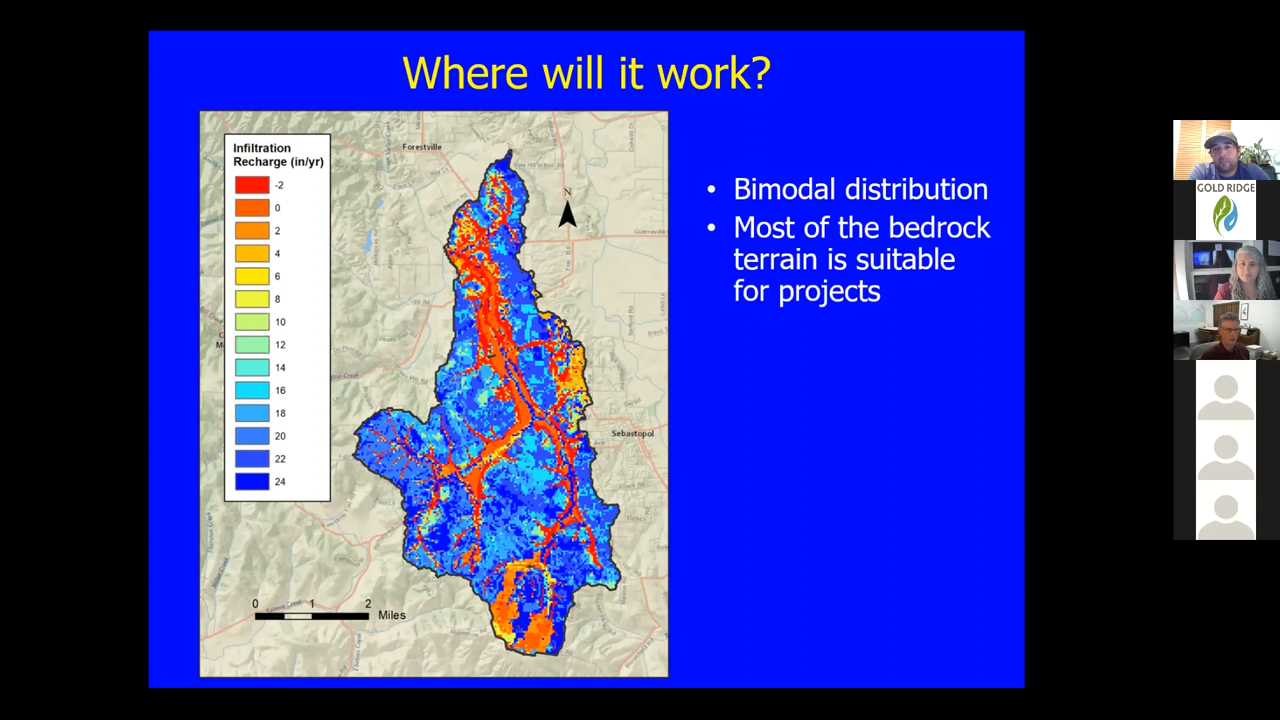 Where will it work?
Infiltration
Recharge (in/yr)
-2
0
2
4
6
8
10
12
14
16
18
20
22
24
Forestville
N
Sebastopol
0 1 2
Miles
• Bimodal distribution
• Most of the bedrock
terrain is suitable
for projects
GOLD RIDGE